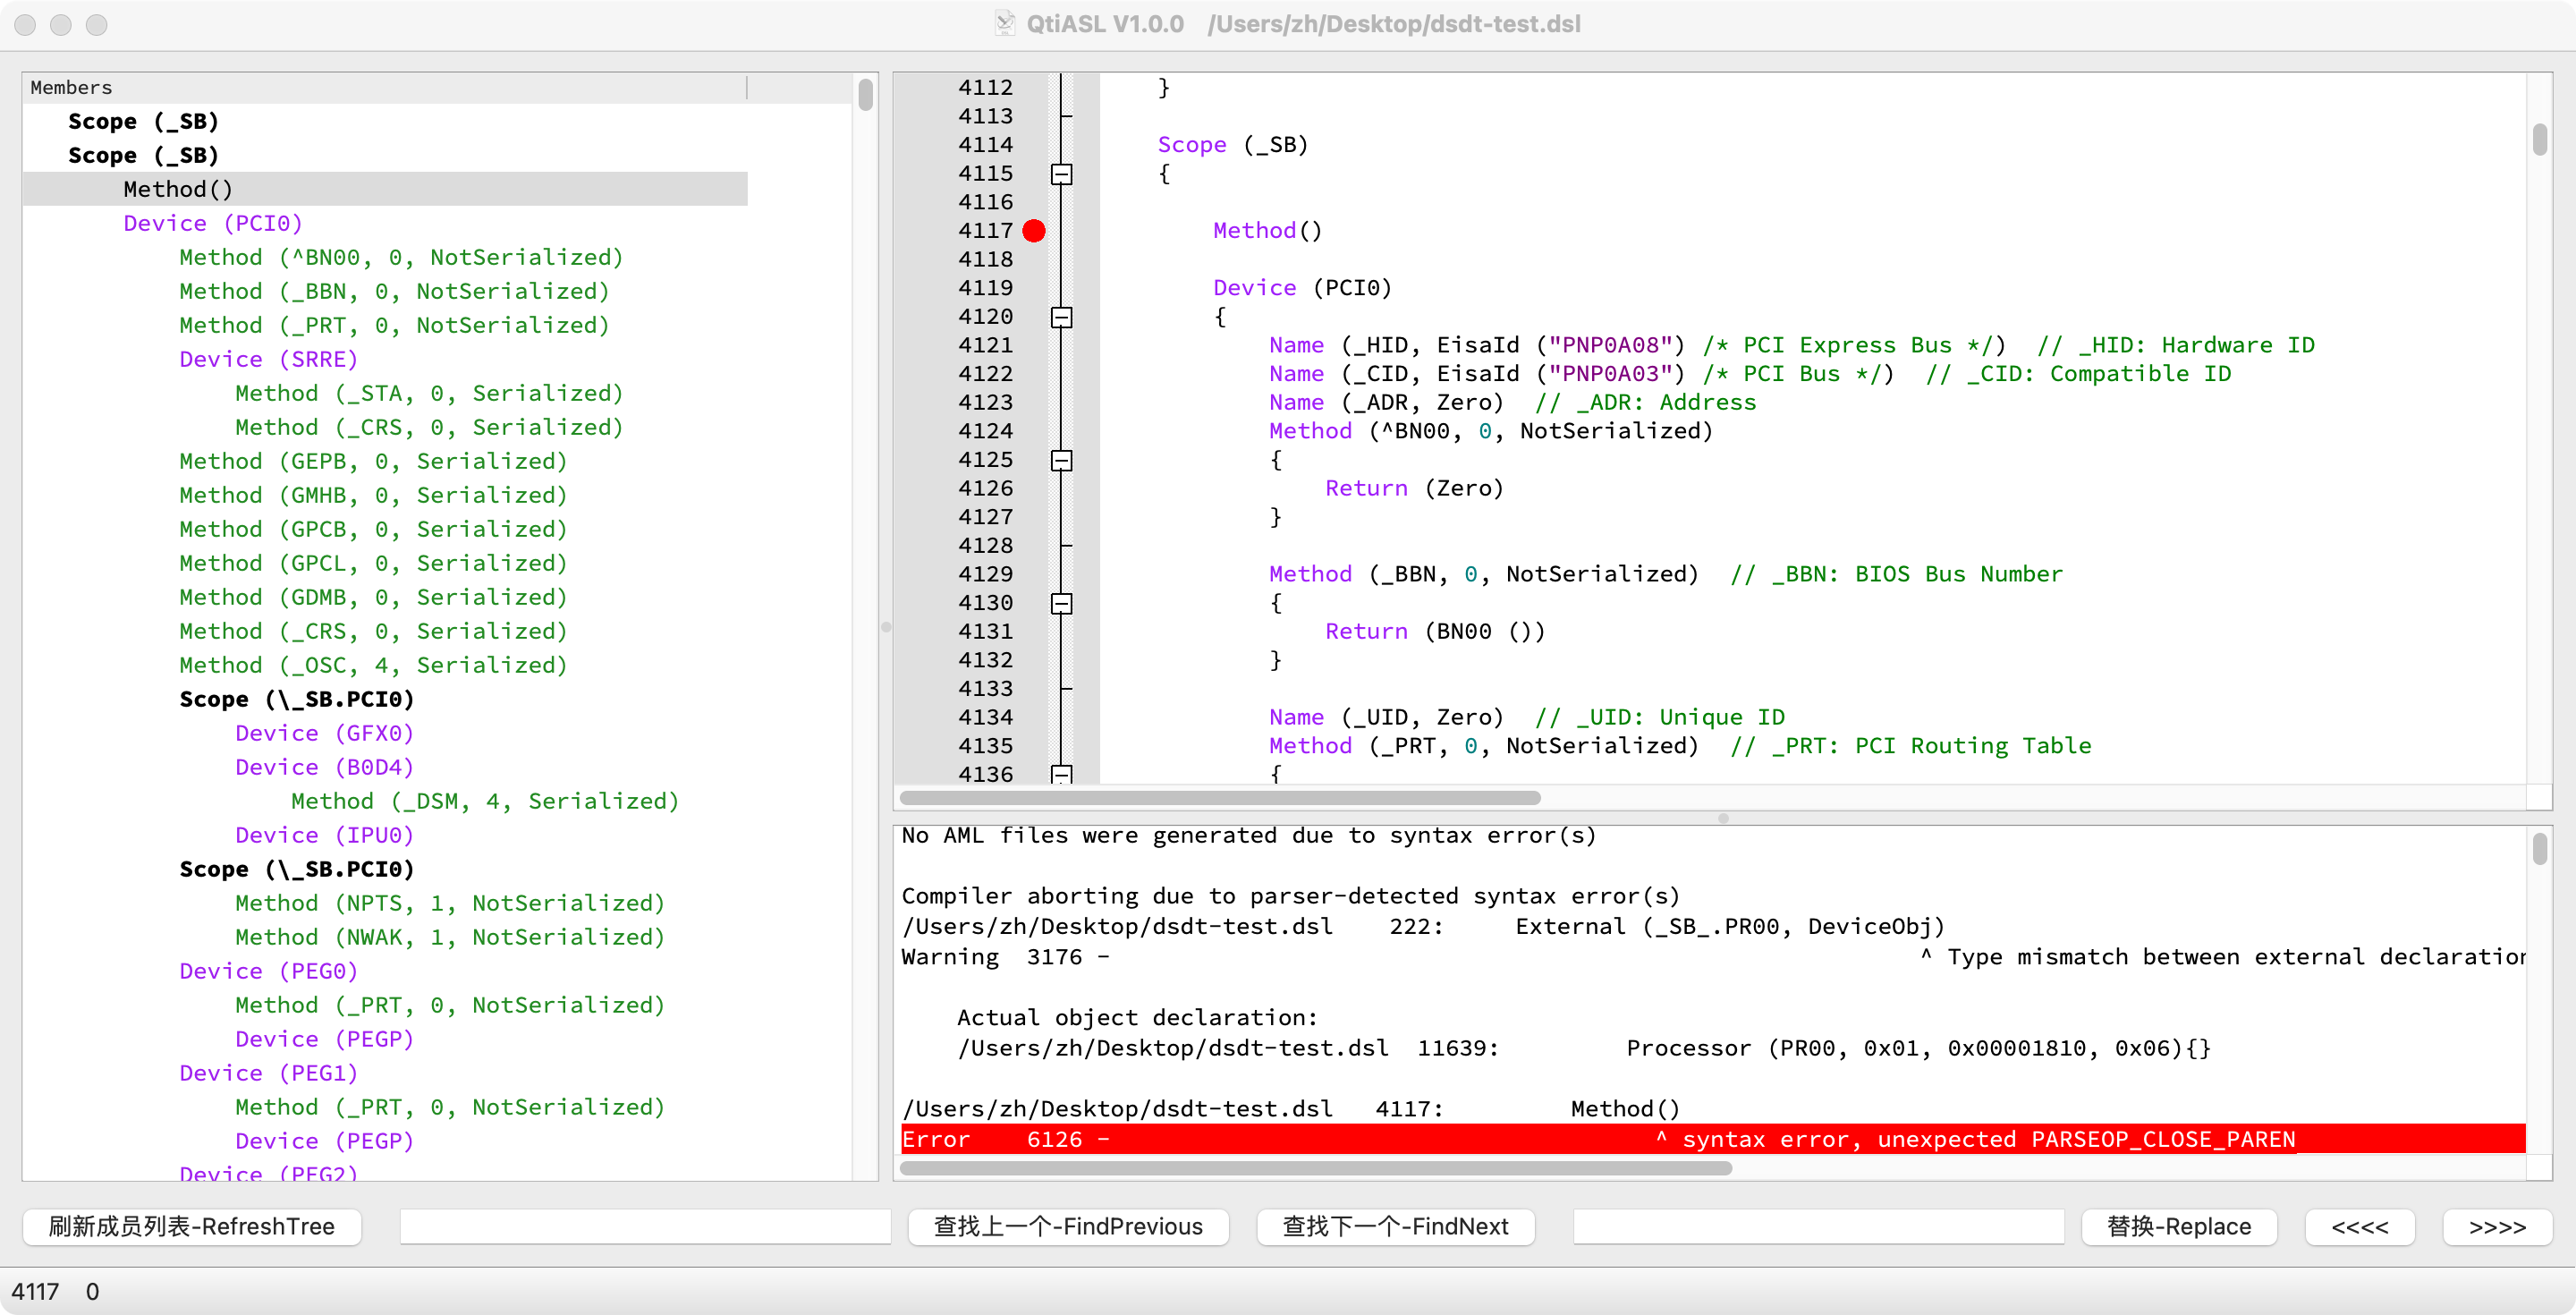 QtiASL V1.0.0 /Users/zh/Desktop/dsdt-test.dsl
Members
Scope (_SB)
Scope (_SB)
Method()
Device (PCI0)
Method (^BN00, 0, NotSerialized)
Method (_BBN, 0, NotSerialized)
Method (_PRT, 0, NotSerialized)
Device (SRRE)
Method (_STA, 0, Serialized)
Method (_CRS, 0, Serialized)
Method (GEPB, 0, Serialized)
Method (GMHB, 0, Serialized)
Method (GPCB, 0, Serialized)
Method (GPCL, 0, Serialized)
Method (GDMB, 0, Serialized)
Method (_CRS, 0, Serialized)
Method (_OSC, 4, Serialized)
Scope (\_SB.PCI0)
Device (GFX0)
Device (B0D4)
Method (_DSM, 4, Serialized)
Device (IPU0)
Scope (\_SB.PCI0)
Method (NPTS, 1, NotSerialized)
Method (NWAK, 1, NotSerialized)
Device (PEG0)
Method (_PRT, 0, NotSerialized)
Device (PEGP)
Device (PEG1)
Method (_PRT, 0, NotSerialized)
Device (PEGP)
Device (PEG2)
4112 }
4113
4114 Scope (_SB)
4115 {
4116
4117 Method()
4118
4119 Device (PCI0)
4120 {
4121 Name (_HID, EisaId ("PNP0A08") /* PCI Express Bus */) // _HID: Hardware ID
4122 Name (_CID, EisaId ("PNP0A03") /* PCI Bus */) // _CID: Compatible ID
4123 Name (_ADR, Zero) // _ADR: Address
4124 Method (^BN00, 0, NotSerialized)
4125 {
4126 Return (Zero)
4127 }
4128
4129 Method (_BBN, 0, NotSerialized) // _BBN: BIOS Bus Number
4130 {
4131 Return (BN00 ())
4132 }
4133
4134 Name (_UID, Zero) // _UID: Unique ID
4135 Method (_PRT, 0, NotSerialized) // _PRT: PCI Routing Table
4136 {
No AML files were generated due to syntax error(s)
Compiler aborting due to parser-detected syntax error(s)
/Users/zh/Desktop/dsdt-test.dsl 222: External (_SB_.PR00, DeviceObj)
Warning 3176 - ^ Type mismatch between external declaration
Actual object declaration:
/Users/zh/Desktop/dsdt-test.dsl 11639: Processor (PR00, 0x01, 0x00001810, 0x06){}
/Users/zh/Desktop/dsdt-test.dsl 4117: Method()
Error 6126 - ^ syntax error, unexpected PARSEOP_CLOSE_PAREN
刷新成员列表-RefreshTree 查找上一个-FindPrevious 查找下一个-FindNext 替换-Replace <<<< >>>>
4117 0